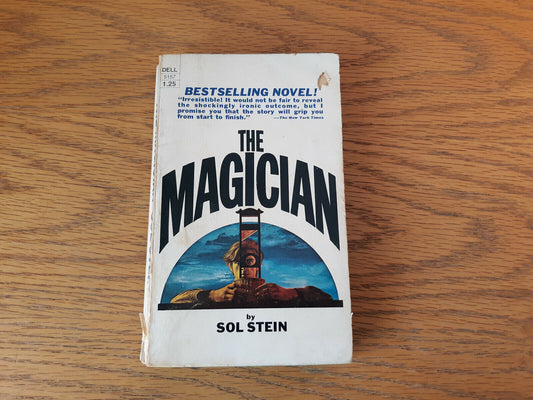 DELL
5157
1.25
BESTSELLING NOVEL!
"Irresistible! It would not be fair to reveal
the shockingly ironic outcome, but I
promise you that the story will grip you
from start to finish." —The New York Times
THE
MAGICIAN
by
SOL STEIN